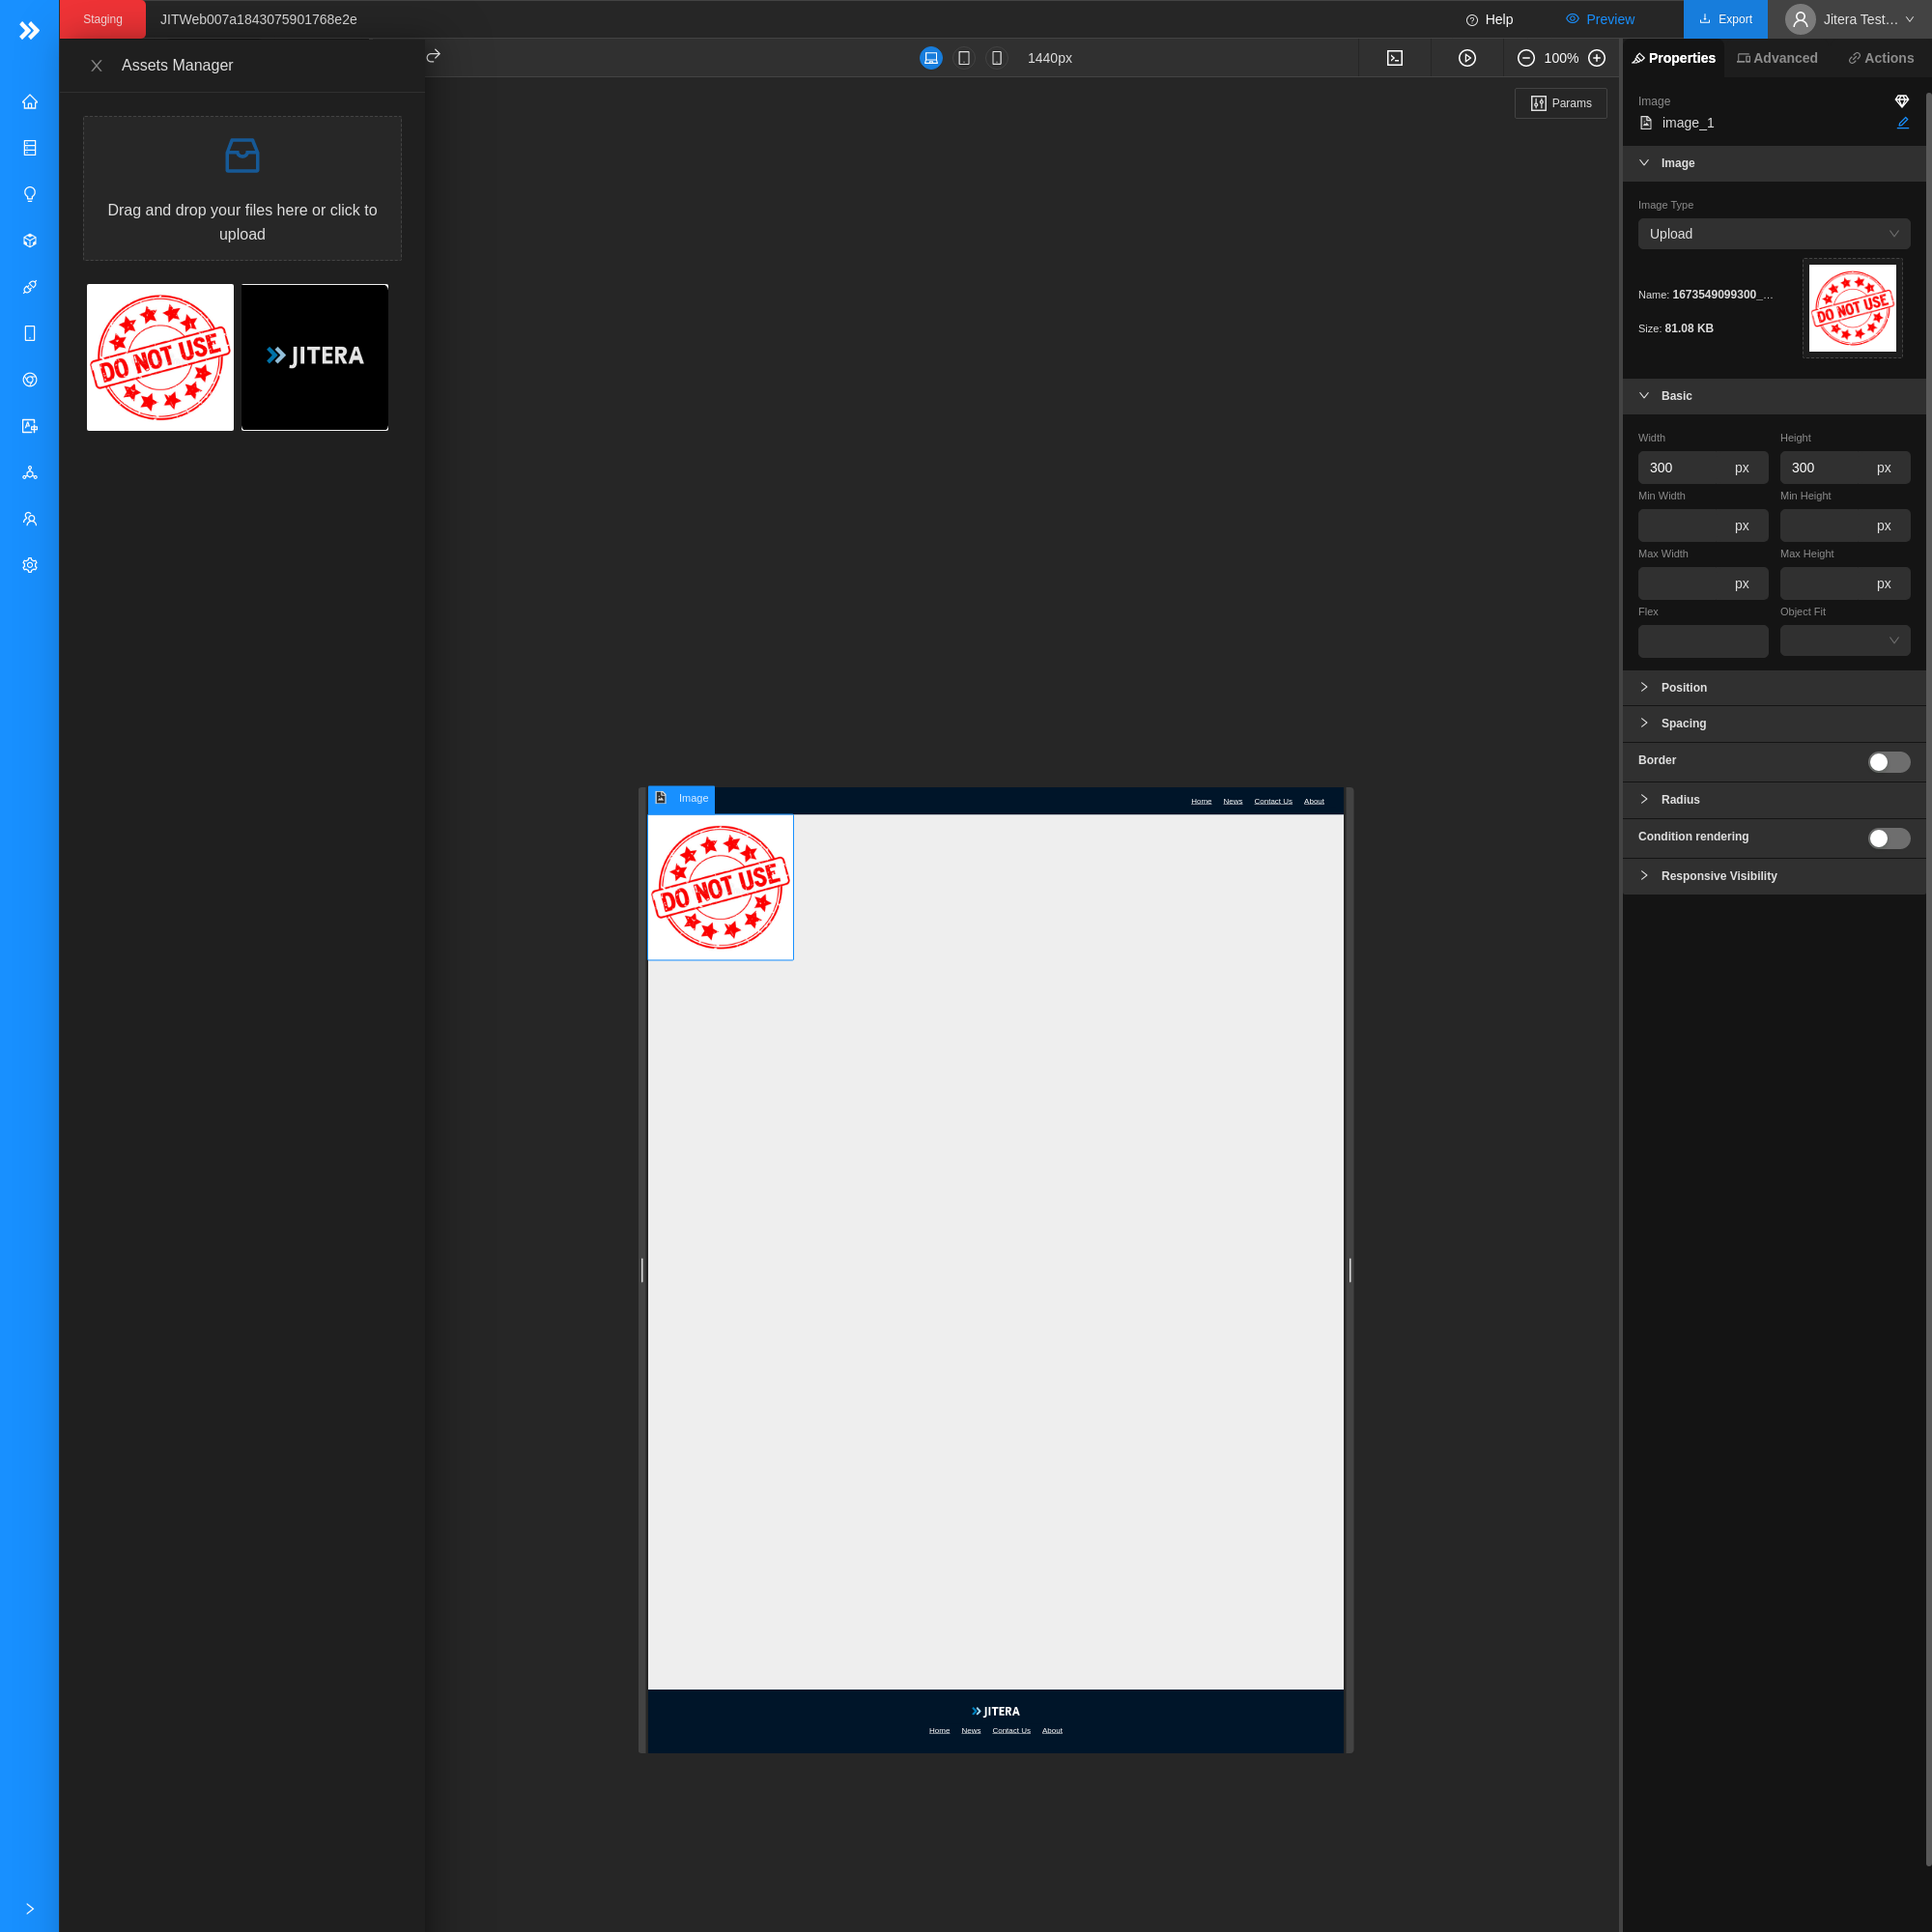 Staging
JITWeb007a1843075901768e2e
Help
Preview
Export
Jitera Test...
Assets Manager
1440px
100%
Properties
Advanced
Actions
Params
Drag and drop your files here or click to
upload
DO NOT USE
JITERA
Image
image_1
Image
Image Type
Upload
Name: 1673549099300_...
Size: 81.08 KB
DO NOT USE
Basic
Width
Height
300 px
300 px
Min Width
Min Height
px
px
Max Width
Max Height
px
px
Flex
Object Fit
Position
Spacing
Border
Radius
Condition rendering
Responsive Visibility
Image
Home News Contact Us About
DO NOT USE
JITERA
Home News Contact Us About